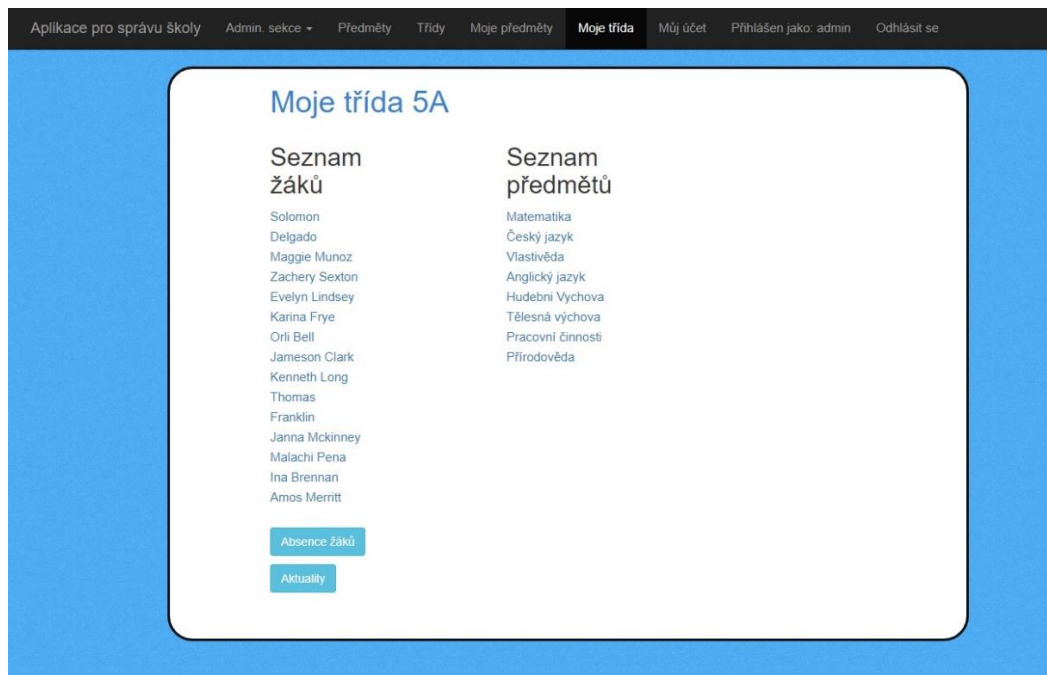 Aplikace pro správu školy Admin. sekce Předměty Třídy Moje předměty Moje třída Můj účet Přihlášen jako: admin Odhlásit se
Moje třída 5A
Seznam
žáků
Solomon
Delgado
Maggie Munoz
Zachery Sexton
Evelyn Lindsey
Karina Frye
Orli Bell
Jameson Clark
Kenneth Long
Thomas
Franklin
Janna Mckinney
Malachi Pena
Ina Brennan
Amos Merritt
Absence žáků
Aktuality
Seznam
předmětů
Matematika
Český jazyk
Vlastivěda
Anglický jazyk
Hudebni Vychova
Tělesná výchova
Pracovní činnosti
Přírodověda